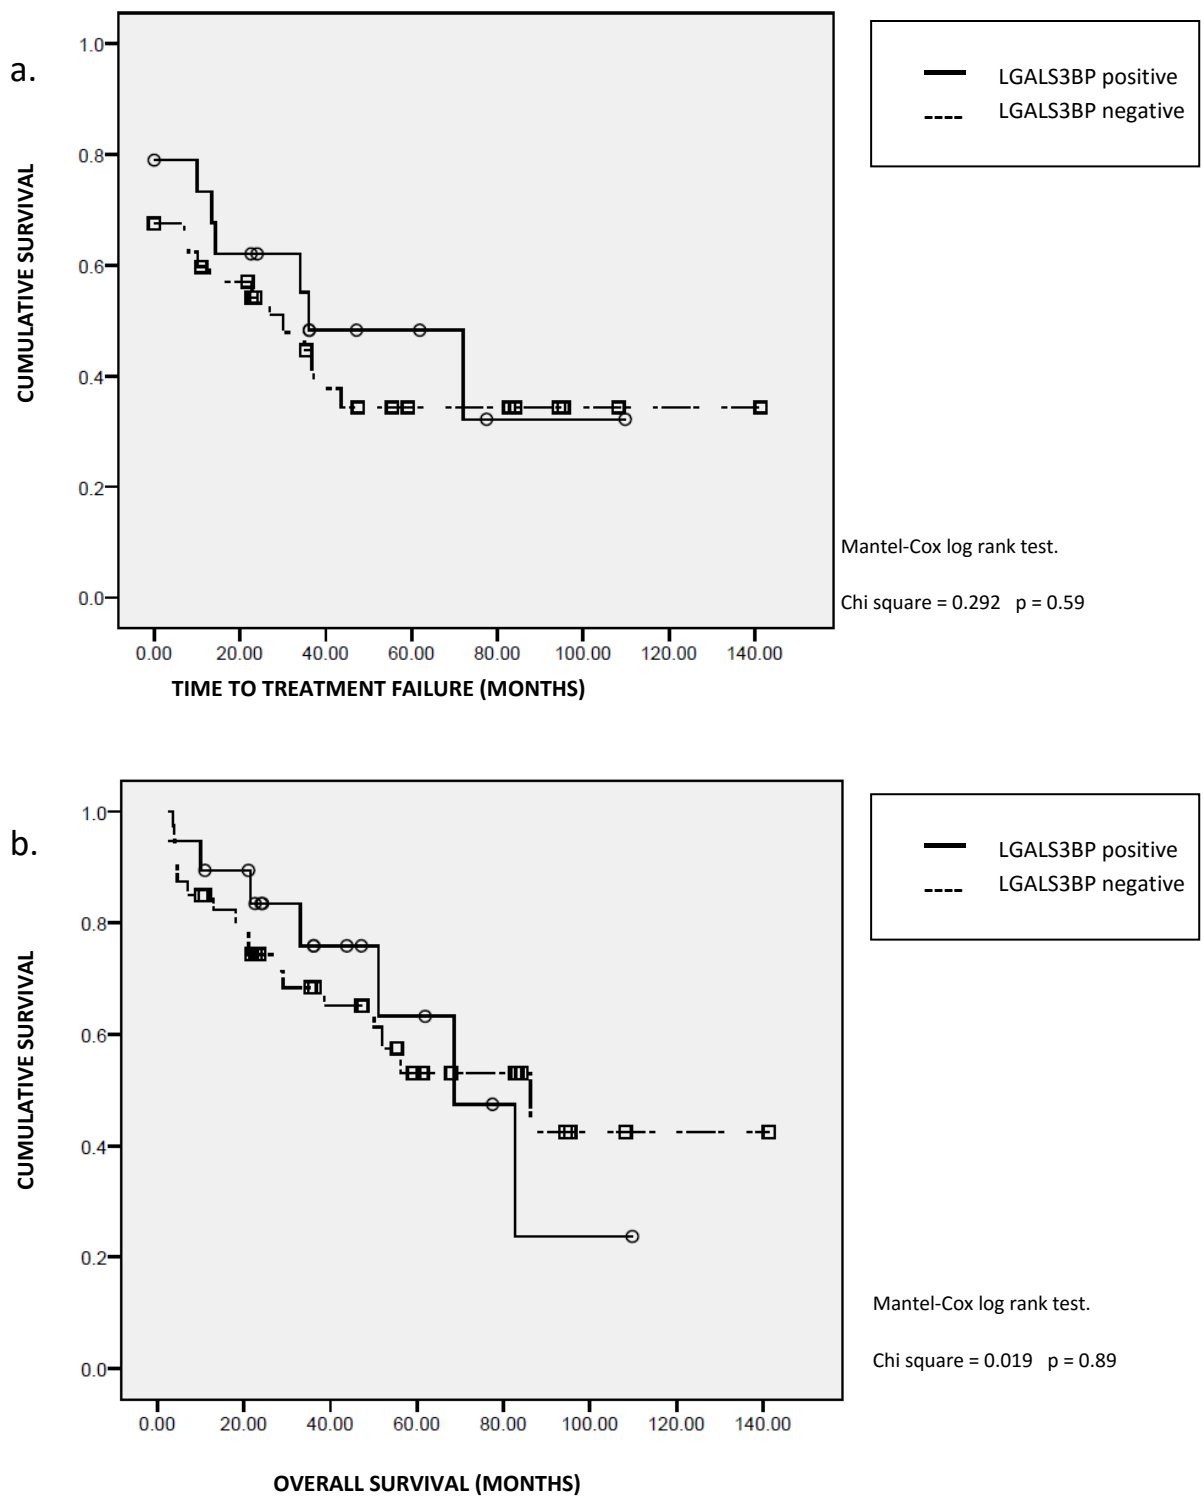 a.
CUMULATIVE SURVIVAL
1.0
0.8
0.6
0.4
0.2
0.0
0.00 20.00 40.00 60.00 80.00 100.00 120.00 140.00
TIME TO TREATMENT FAILURE (MONTHS)
LGALS3BP positive
LGALS3BP negative
Mantel-Cox log rank test.
Chi square = 0.292 p = 0.59
b.
CUMULATIVE SURVIVAL
1.0
0.8
0.6
0.4
0.2
0.0
0.00 20.00 40.00 60.00 80.00 100.00 120.00 140.00
OVERALL SURVIVAL (MONTHS)
LGALS3BP positive
LGALS3BP negative
Mantel-Cox log rank test.
Chi square = 0.019 p = 0.89